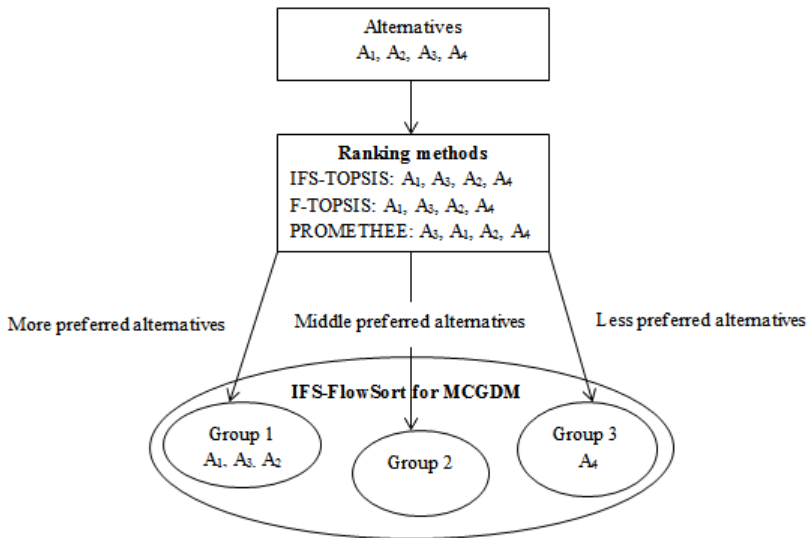 Alternatives
A₁, A₂, A₃, A₄
Ranking methods
IFS-TOPSIS: A₁, A₃, A₂, A₄
F-TOPSIS: A₁, A₃, A₂, A₄
PROMETHEE: A₃, A₁, A₂, A₄
More preferred alternatives
Middle preferred alternatives
Less preferred alternatives
IFS-FlowSort for MCGDM
Group 1
A₁, A₃. A₂
Group 2
Group 3
A₄